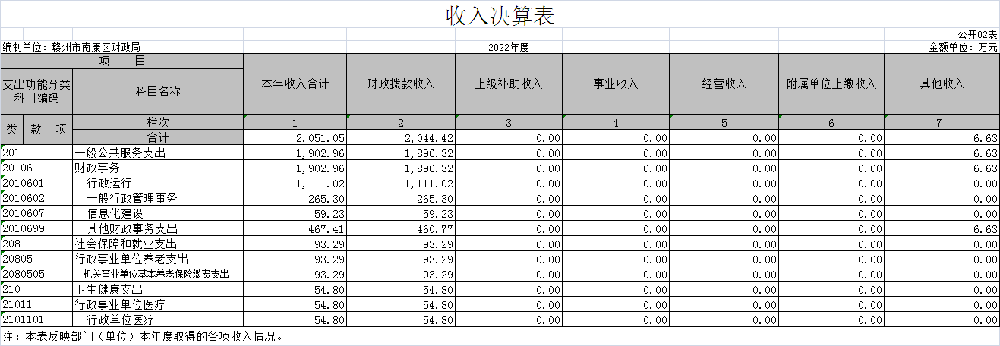 收入决算表
公开02表
编制单位：赣州市南康区财政局 2022年度 金额单位：万元
项 目 本年收入合计 财政拨款收入 上级补助收入 事业收入 经营收入 附属单位上缴收入 其他收入
支出功能分类科目编码 科目名称
类 款 项 栏次 1 2 3 4 5 6 7
合计 2,051.05 2,044.42 0.00 0.00 0.00 0.00 6.63
201 一般公共服务支出 1,902.96 1,896.32 0.00 0.00 0.00 0.00 6.63
20106 财政事务 1,902.96 1,896.32 0.00 0.00 0.00 0.00 6.63
2010601 行政运行 1,111.02 1,111.02 0.00 0.00 0.00 0.00 0.00
2010602 一般行政管理事务 265.30 265.30 0.00 0.00 0.00 0.00 0.00
2010607 信息化建设 59.23 59.23 0.00 0.00 0.00 0.00 0.00
2010699 其他财政事务支出 467.41 460.77 0.00 0.00 0.00 0.00 6.63
208 社会保障和就业支出 93.29 93.29 0.00 0.00 0.00 0.00 0.00
20805 行政事业单位养老支出 93.29 93.29 0.00 0.00 0.00 0.00 0.00
2080505 机关事业单位基本养老保险缴费支出 93.29 93.29 0.00 0.00 0.00 0.00 0.00
210 卫生健康支出 54.80 54.80 0.00 0.00 0.00 0.00 0.00
21011 行政事业单位医疗 54.80 54.80 0.00 0.00 0.00 0.00 0.00
2101101 行政单位医疗 54.80 54.80 0.00 0.00 0.00 0.00 0.00
注：本表反映部门（单位）本年度取得的各项收入情况。